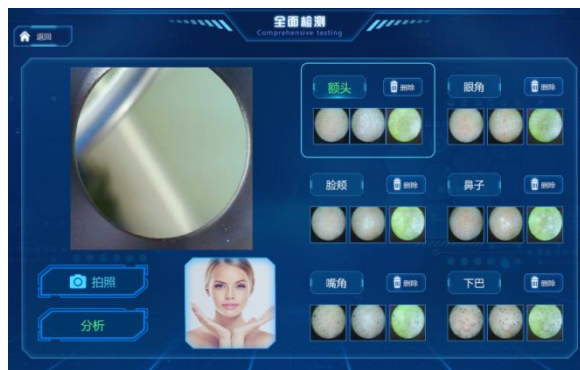 全面检测
Comprehensive testing
返回
额头
删除
眼角
删除
脸颊
删除
鼻子
删除
嘴角
删除
下巴
删除
拍照
分析